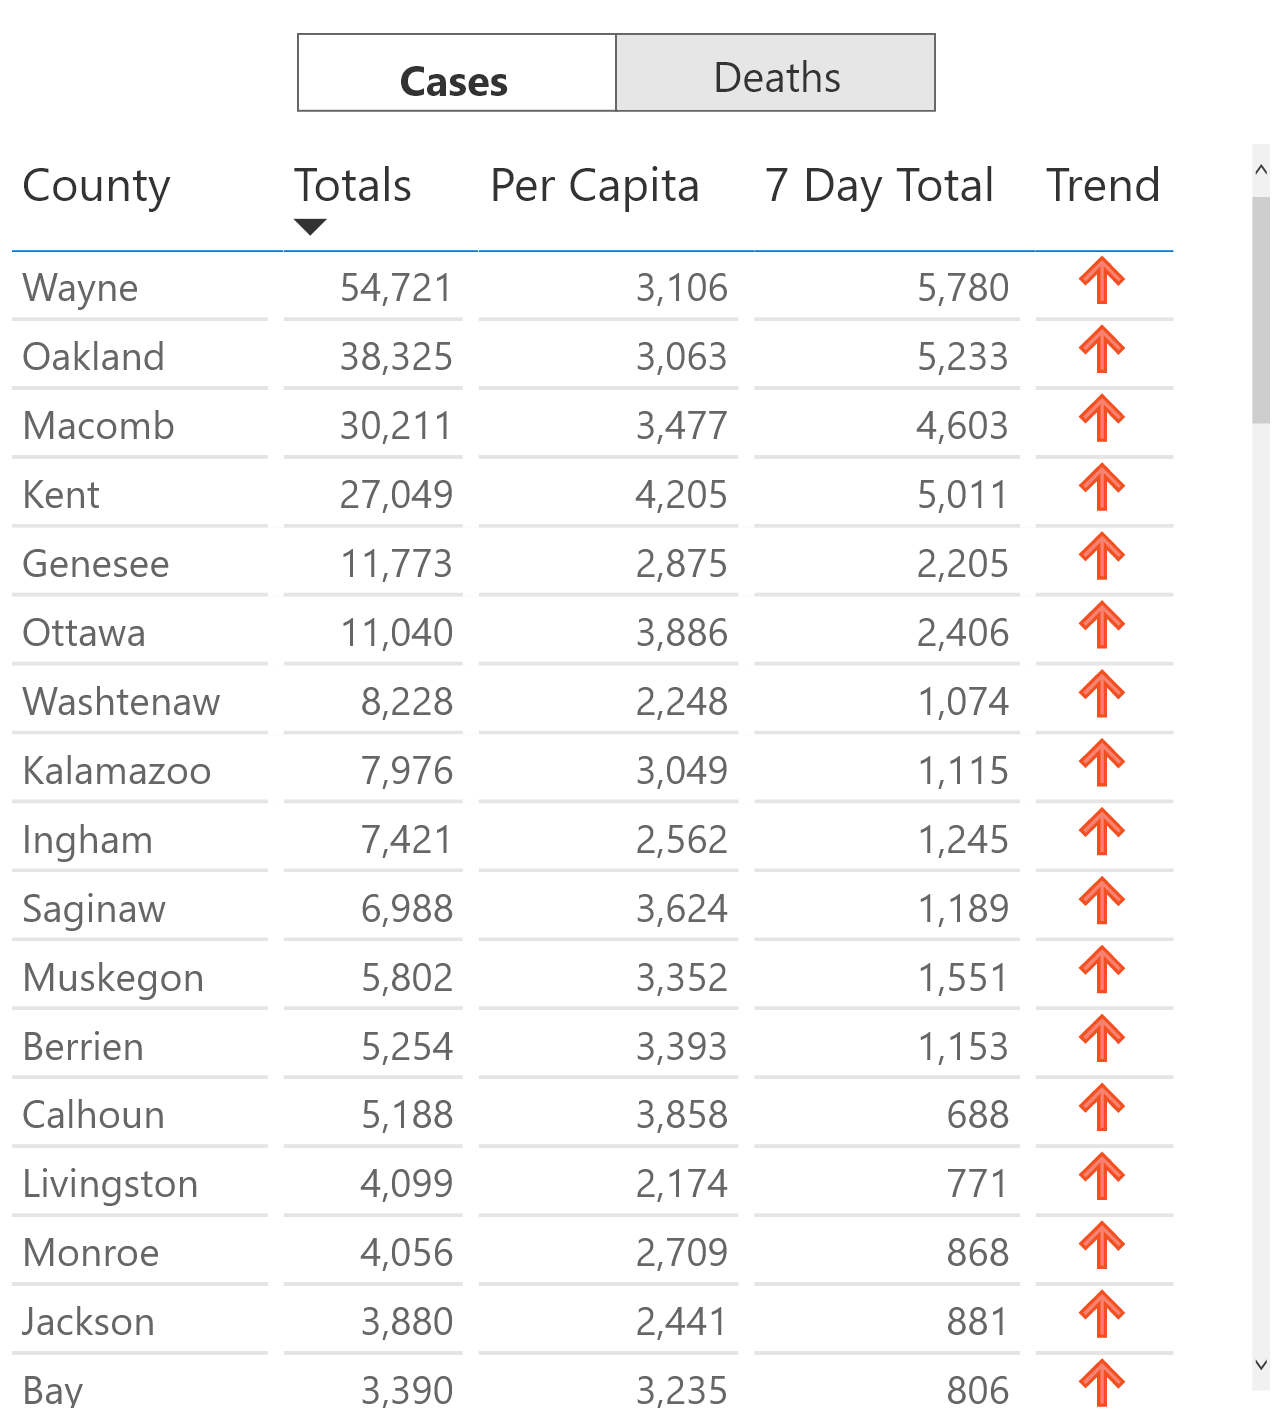 Cases Deaths
County Totals Per Capita 7 Day Total Trend
Wayne 54,721 3,106 5,780
Oakland 38,325 3,063 5,233
Macomb 30,211 3,477 4,603
Kent 27,049 4,205 5,011
Genesee 11,773 2,875 2,205
Ottawa 11,040 3,886 2,406
Washtenaw 8,228 2,248 1,074
Kalamazoo 7,976 3,049 1,115
Ingham 7,421 2,562 1,245
Saginaw 6,988 3,624 1,189
Muskegon 5,802 3,352 1,551
Berrien 5,254 3,393 1,153
Calhoun 5,188 3,858 688
Livingston 4,099 2,174 771
Monroe 4,056 2,709 868
Jackson 3,880 2,441 881
Bay 3,390 3,235 806